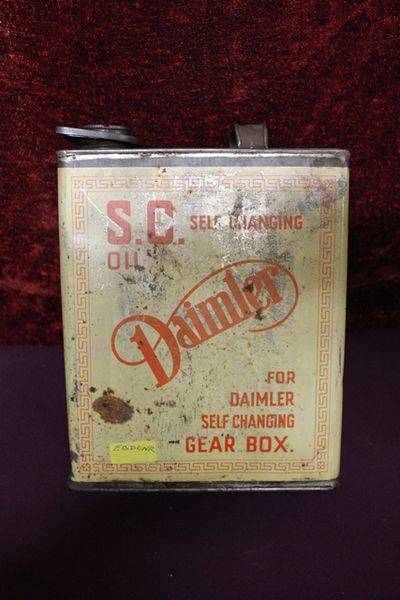 S.C. SELF CHANGING
OIL
Daimler
FOR
DAIMLER
SELF CHANGING
GEAR BOX.